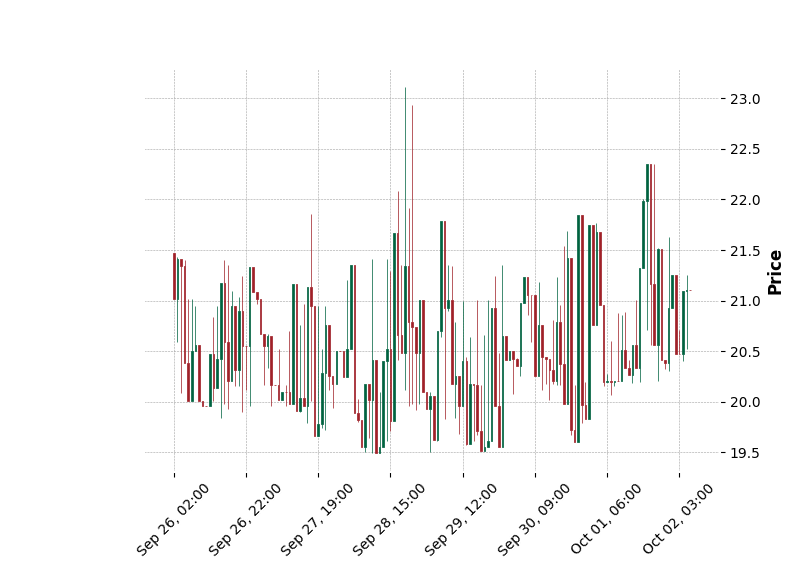 23.0
22.5
22.0
21.5
21.0
20.5
20.0
19.5
Price
Sep 26, 02:00
Sep 26, 22:00
Sep 27, 19:00
Sep 28, 15:00
Sep 29, 12:00
Sep 30, 09:00
Oct 01, 06:00
Oct 02, 03:00